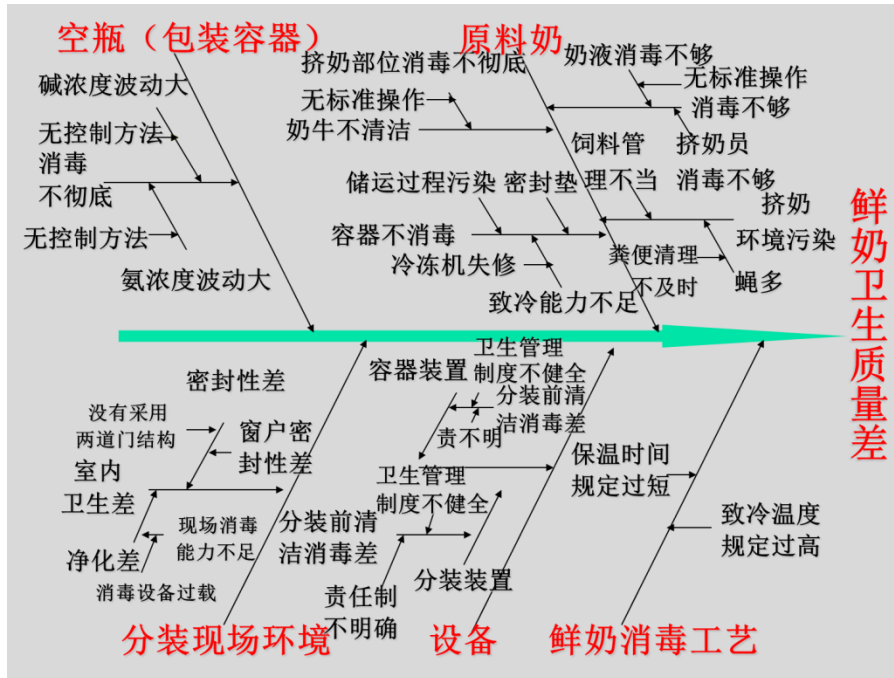 空瓶（包装容器）
碱浓度波动大
无控制方法
消毒
不彻底
无控制方法
氨浓度波动大
原料奶
挤奶部位消毒不彻底
无标准操作
奶牛不清洁
奶液消毒不够
无标准操作
消毒不够
挤奶员
消毒不够
储运过程污染
密封垫
容器不消毒
冷冻机失修
致冷能力不足
饲料管
理不当
挤奶
环境污染
粪便清理
不及时
蝇多
鲜奶卫生质量差
密封性差
没有采用
两道门结构
窗户密
封性差
室内
卫生差
净化差
现场消毒
能力不足
消毒设备过载
分装现场环境
容器装置
卫生管理
制度不健全
分装前清
洁消毒差
责不明
卫生管理
制度不健全
分装前清
洁消毒差
责任制
不明确
分装装置
设备
保温时间
规定过短
致冷温度
规定过高
鲜奶消毒工艺